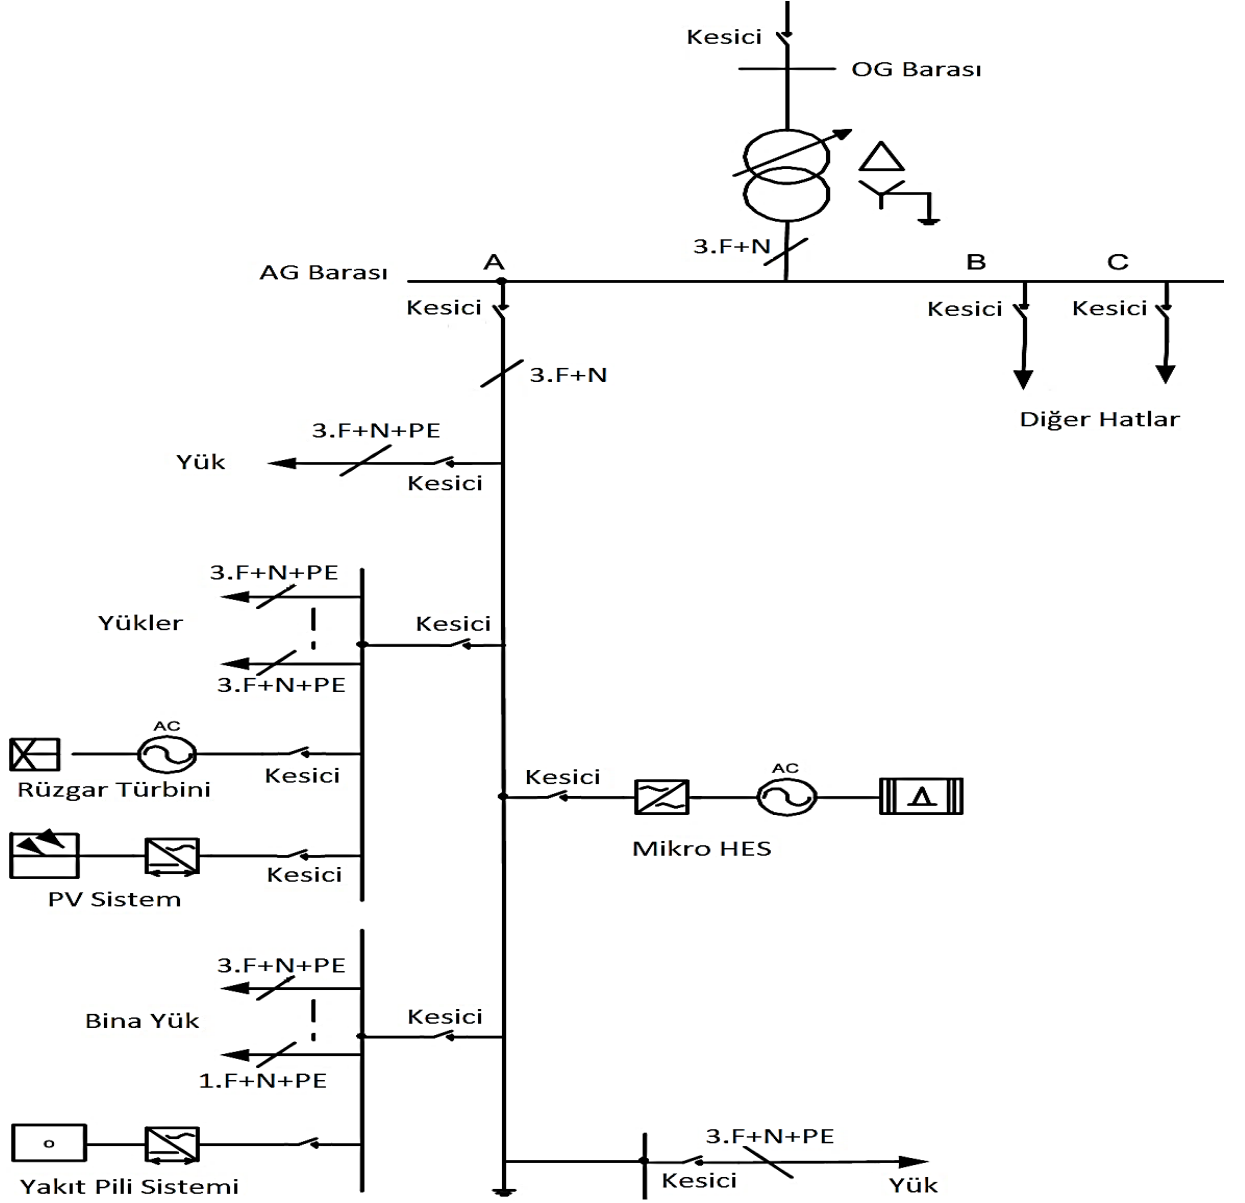 Kesici
OG Barası
3.F+N
AG Barası
A
B
C
Kesici
Kesici
Kesici
3.F+N
Diğer Hatlar
3.F+N+PE
Yük
Kesici
3.F+N+PE
Yükler
Kesici
3.F+N+PE
AC
Kesici
Rüzgar Türbini
Kesici
AC
Mikro HES
Kesici
PV Sistem
3.F+N+PE
Bina Yük
Kesici
1.F+N+PE
3.F+N+PE
Kesici
Yük
Yakıt Pili Sistemi